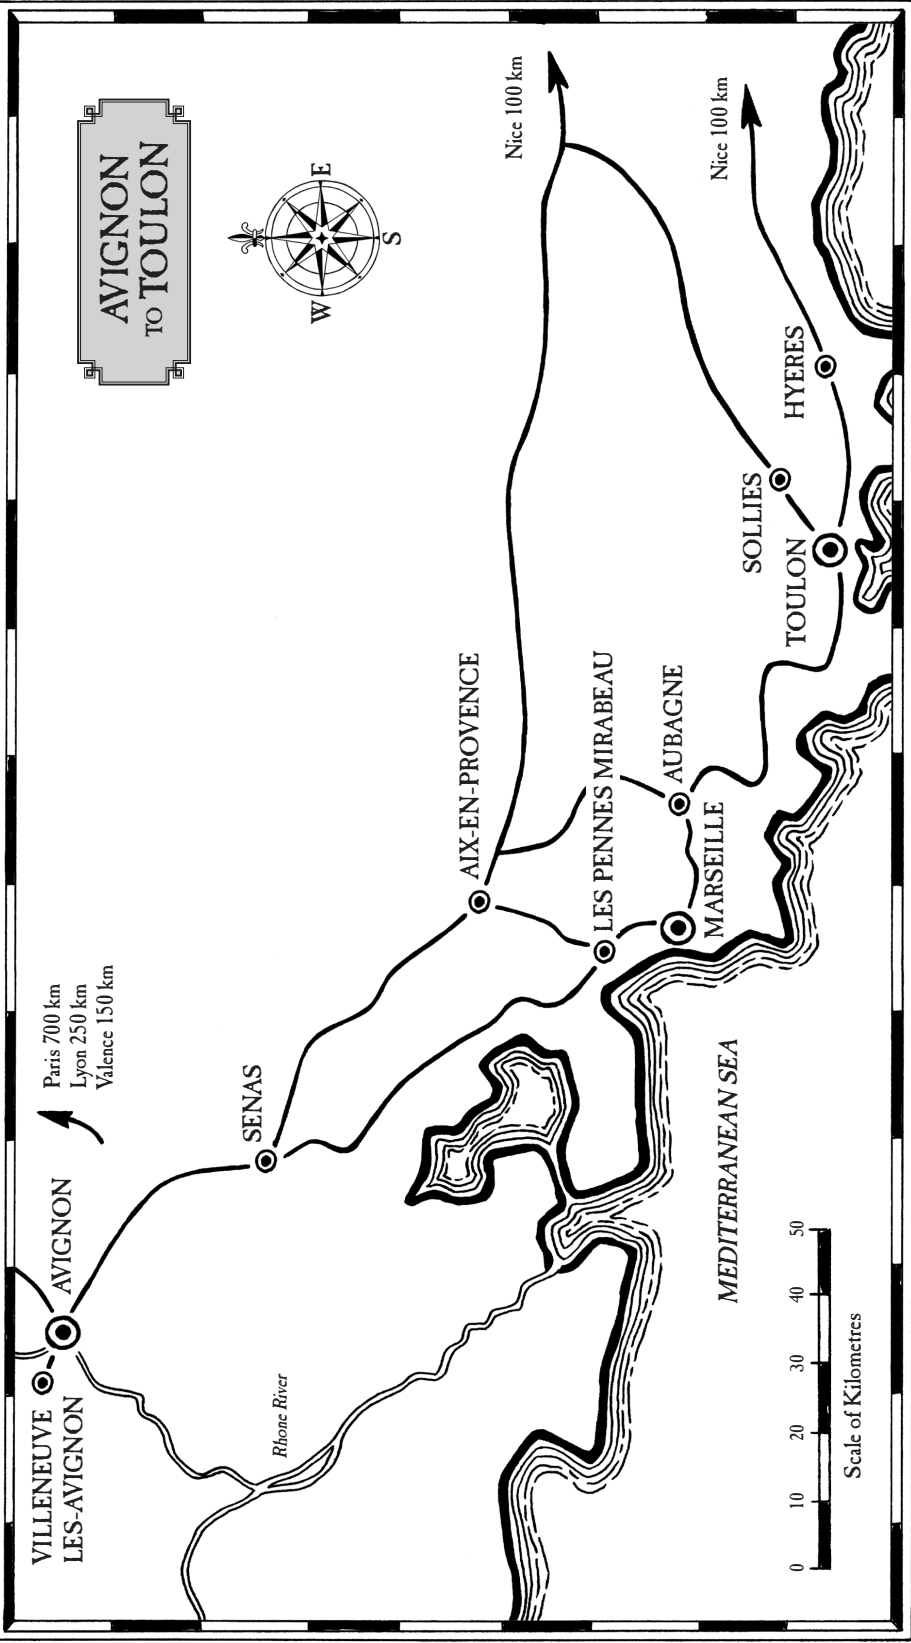 AVIGNON
TO TOULON
E
S
W
Nice 100 km
Nice 100 km
Paris 700 km
Lyon 250 km
Valence 150 km
VILLENEUVE
LES-AVIGNON
AVIGNON
SENAS
AIX-EN-PROVENCE
LES PENNES MIRABEAU
AUBAGNE
MARSEILLE
TOULON
SOLLIES
HYERES
Rhone River
MEDITERRANEAN SEA
0 10 20 30 40 50
Scale of Kilometres